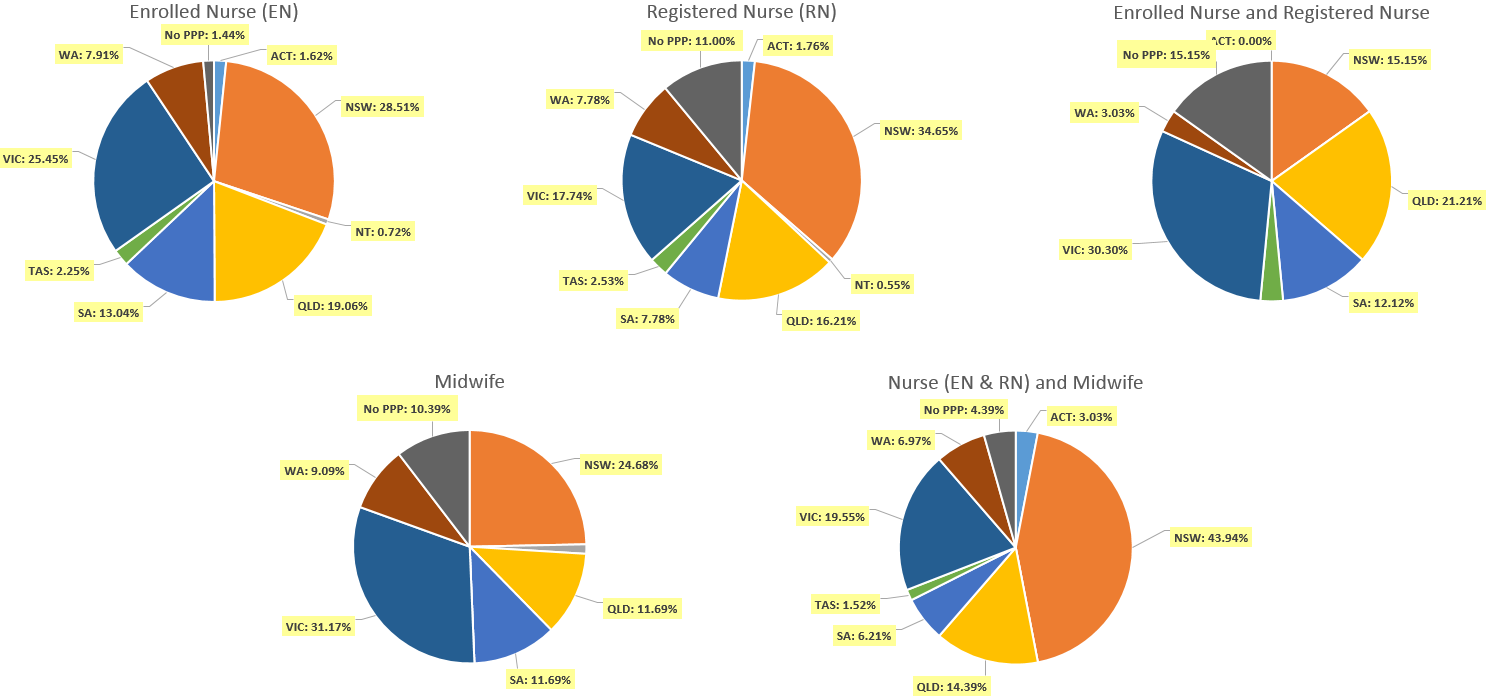 Enrolled Nurse (EN)
No PPP: 1.44%
ACT: 1.62%
WA: 7.91%
NSW: 28.51%
VIC: 25.45%
NT: 0.72%
TAS: 2.25%
SA: 13.04%
QLD: 19.06%
Registered Nurse (RN)
No PPP: 11.00%
ACT: 1.76%
WA: 7.78%
NSW: 34.65%
VIC: 17.74%
TAS: 2.53%
NT: 0.55%
SA: 7.78%
QLD: 16.21%
Enrolled Nurse and Registered Nurse
ACT: 0.00%
No PPP: 15.15%
NSW: 15.15%
WA: 3.03%
QLD: 21.21%
VIC: 30.30%
SA: 12.12%
Midwife
No PPP: 10.39%
NSW: 24.68%
WA: 9.09%
QLD: 11.69%
VIC: 31.17%
SA: 11.69%
Nurse (EN & RN) and Midwife
No PPP: 4.39%
ACT: 3.03%
WA: 6.97%
VIC: 19.55%
NSW: 43.94%
TAS: 1.52%
SA: 6.21%
QLD: 14.39%